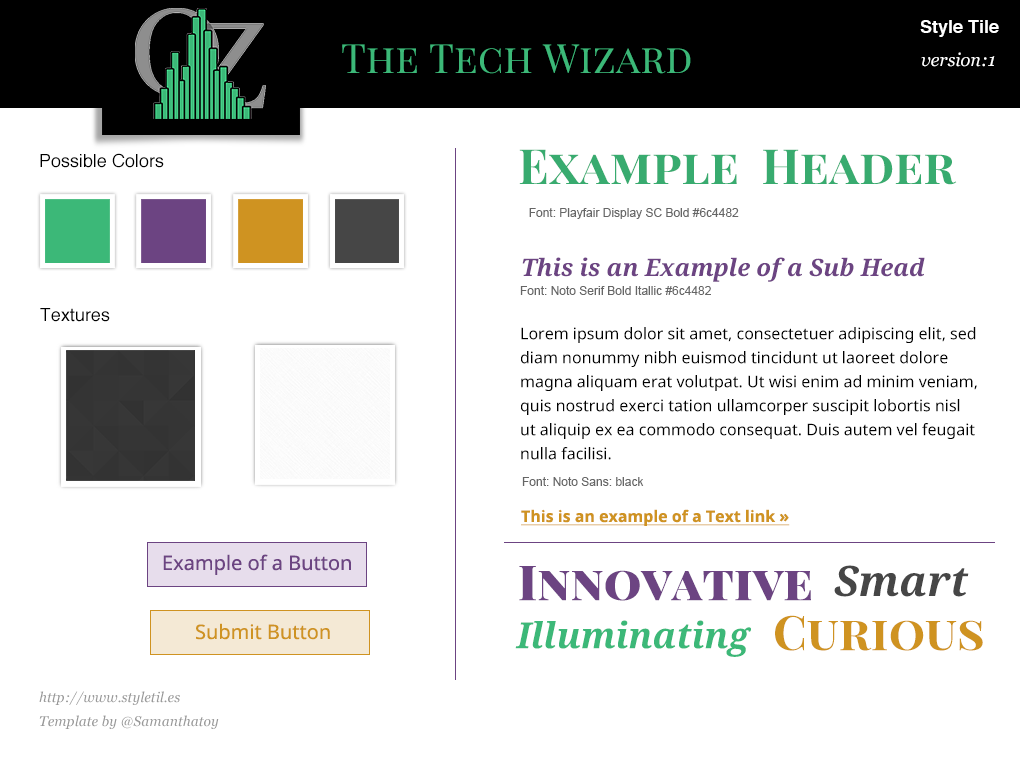 OZ
The Tech Wizard
Style Tile
version:1
Possible Colors
Textures
Example of a Button
Submit Button
http://www.styletil.es
Template by @Samanthatoy
Example Header
Font: Playfair Display SC Bold #6c4482
This is an Example of a Sub Head
Font: Noto Serif Bold Itallic #6c4482
Lorem ipsum dolor sit amet, consectetuer adipiscing elit, sed
diam nonummy nibh euismod tincidunt ut laoreet dolore
magna aliquam erat volutpat. Ut wisi enim ad minim veniam,
quis nostrud exerci tation ullamcorper suscipit lobortis nisl
ut aliquip ex ea commodo consequat. Duis autem vel feugait
nulla facilisi.
Font: Noto Sans: black
This is an example of a Text link »
Innovative Smart
Illuminating Curious